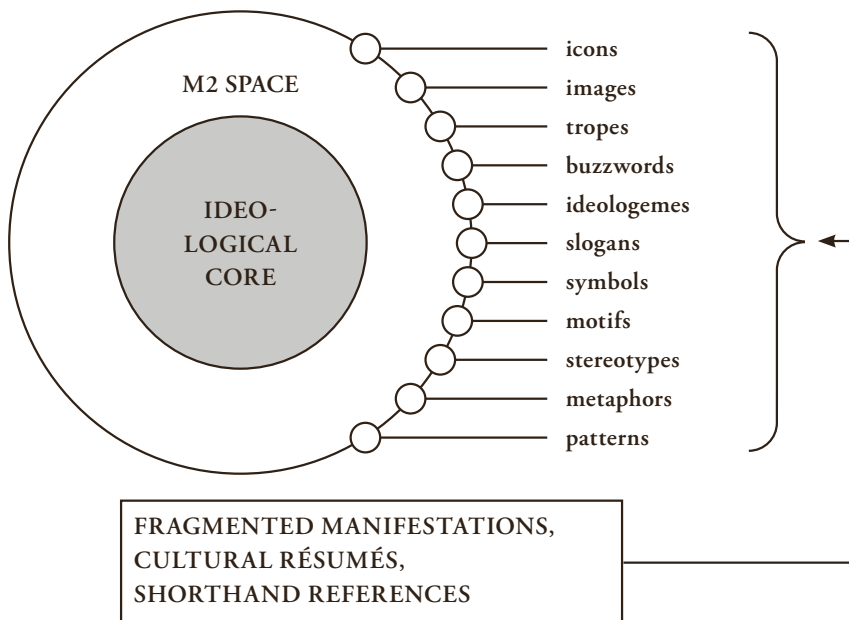 M2 SPACE
IDEO-
LOGICAL
CORE
icons
images
tropes
buzzwords
ideologemes
slogans
symbols
motifs
stereotypes
metaphors
patterns
FRAGMENTED MANIFESTATIONS,
CULTURAL RÉSUMÉS,
SHORTHAND REFERENCES